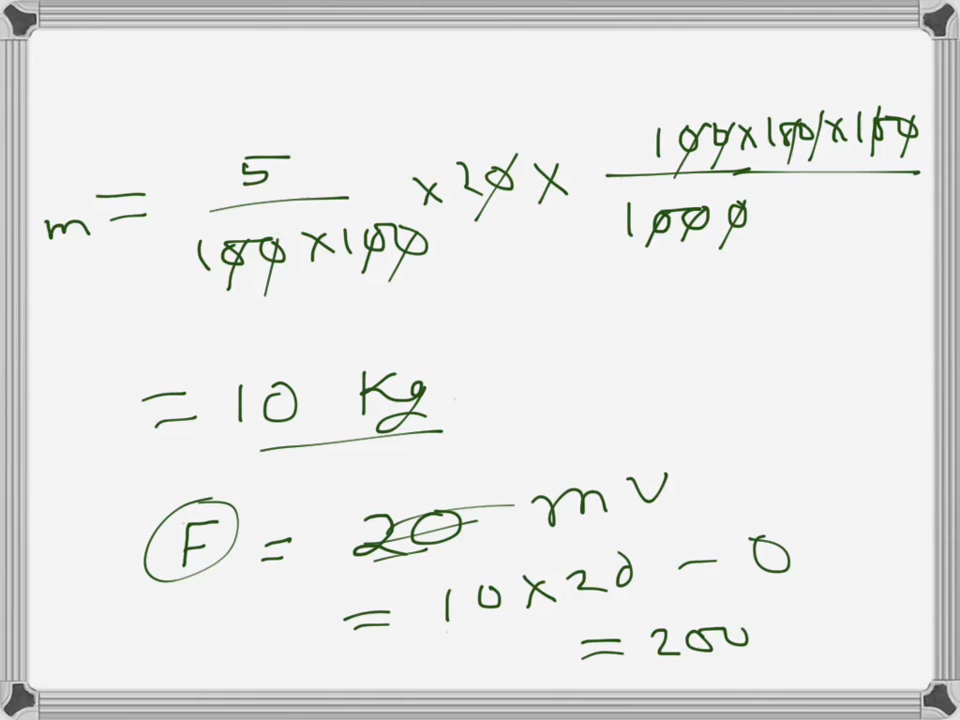 m = 5/(100 x 100) x 20 x (100 x 100 x 100)/1000
= 10 Kg
F = 20 mv
= 10 x 20 - 0
= 200